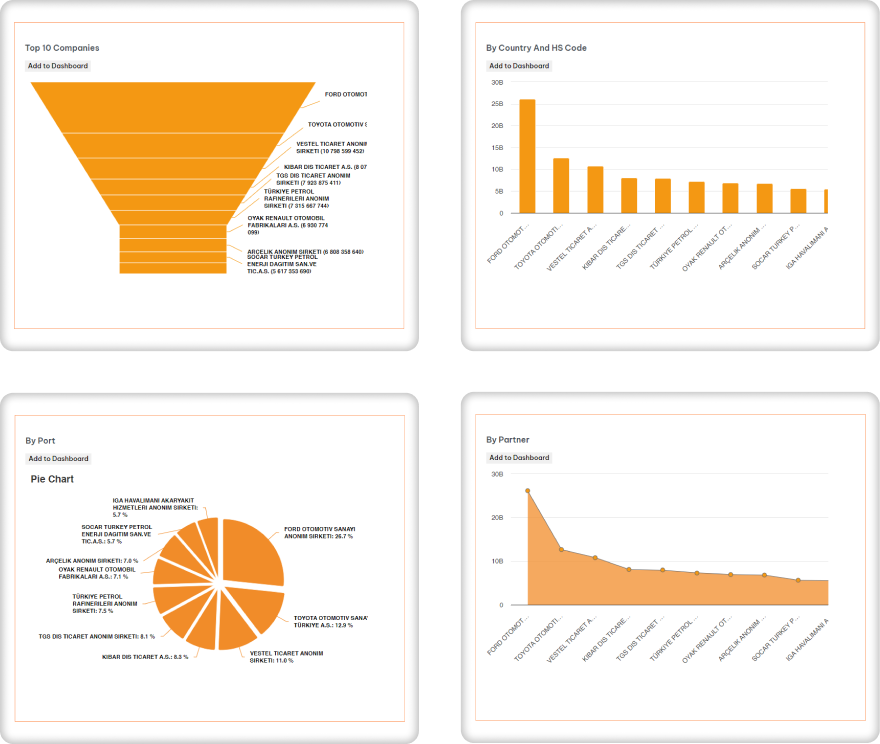 Top 10 Companies
Add to Dashboard
FORD OTOMOT
TOYOTA OTOMOTIV
VESTEL TICARET ANONIM
SIRKETI (10 798 599 452)
KIBAR DIS TICARET A.S. (8 07
TGS DIS TICARET ANONIM
SIRKETI (7 923 875 411)
TÜRKIYE PETROL
RAFINERILERI ANONIM
SIRKETI (7 315 667 744)
OYAK RENAULT OTOMOBIL
FABRIKALARI A.S. (6 930 774
099)
ARÇELIK ANONIM SIRKETI (6 808 358 640)
SOCAR TURKEY PETROL
ENERJI DAGITIM SAN.VE
TIC.A.S. (5 617 353 690)
By Country And HS Code
Add to Dashboard
30B
25B
20B
15B
10B
5B
0
FORD OTOMOT...
TOYOTA OTOMOTI...
VESTEL TICARET A...
KIBAR DIS TICARE...
TGS DIS TICARET ...
TÜRKIYE PETROL...
OYAK RENAULT OT...
ARÇELIK ANONIM ...
SOCAR TURKEY P...
IGA HAVALIMANI A
By Port
Add to Dashboard
Pie Chart
IGA HAVALIMANI AKARYAKIT
HIZMETLERI ANONIM SIRKETI:
5.7 %
SOCAR TURKEY PETROL
ENERJI DAGITIM SAN.VE
TIC.A.S.: 5.7 %
ARÇELIK ANONIM SIRKETI: 7.0 %
OYAK RENAULT OTOMOBIL
FABRIKALARI A.S.: 7.1 %
TÜRKIYE PETROL
RAFINERILERI ANONIM
SIRKETI: 7.5 %
TGS DIS TICARET ANONIM SIRKETI: 8.1 %
KIBAR DIS TICARET A.S.: 8.3 %
VESTEL TICARET ANONIM
SIRKETI: 11.0 %
TOYOTA OTOMOTIV SANA
TÜRKIYE A.S.: 12.9 %
FORD OTOMOTIV SANAYI
ANONIM SIRKETI: 26.7 %
By Partner
Add to Dashboard
30B
20B
10B
0
FORD OTOMOT...
TOYOTA OTOMOTI...
VESTEL TICARET A...
KIBAR DIS TICARE...
TGS DIS TICARET ...
TÜRKIYE PETROL...
OYAK RENAULT OT...
ARÇELIK ANONIM ...
SOCAR TURKEY P...
IGA HAVALIMANI A